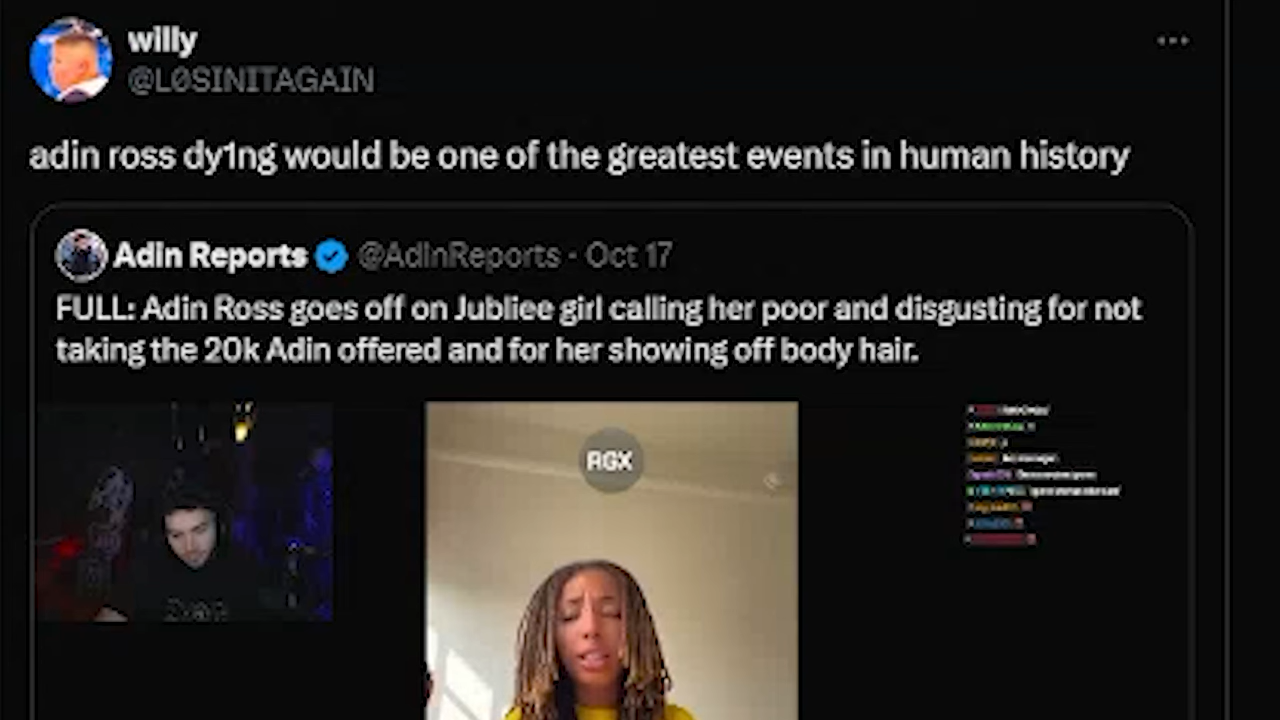 willy
@L0SINITAGAIN
adin ross dy1ng would be one of the greatest events in human history
Adin Reports @AdinReports · Oct 17
FULL: Adin Ross goes off on Jubliee girl calling her poor and disgusting for not
taking the 20k Adin offered and for her showing off body hair.
RGX